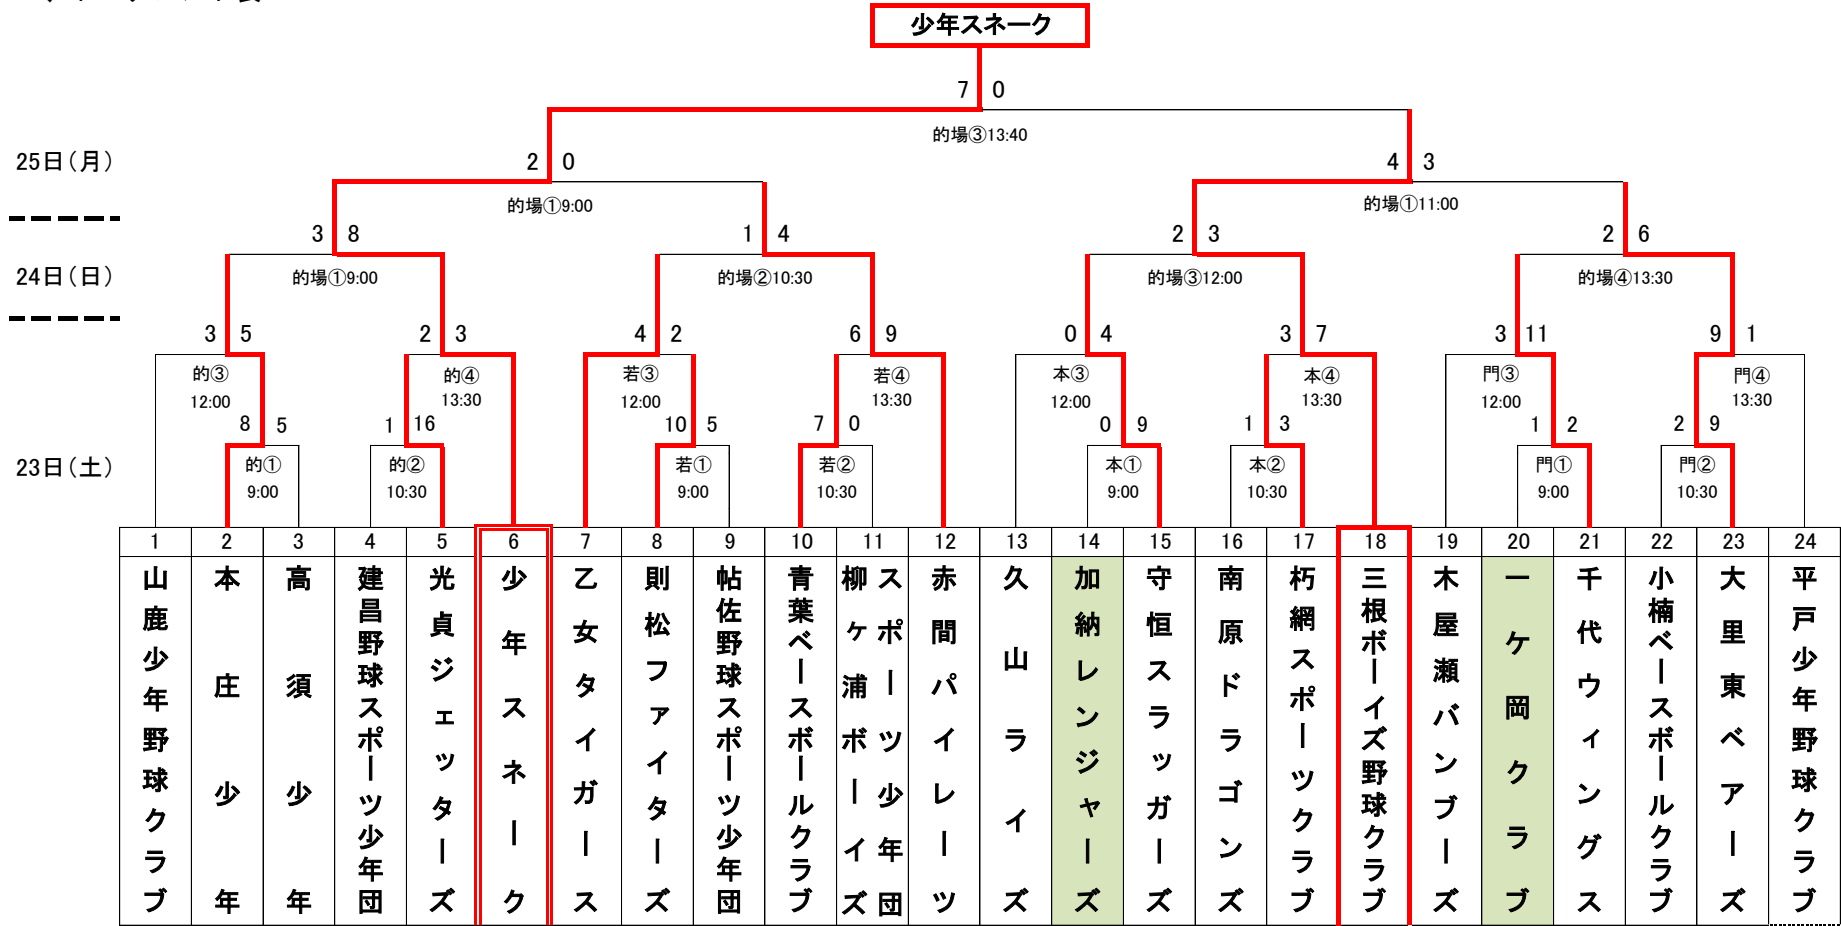 少年スネーク
7 0
的場③13:40
25日(月)
2 0
4 3
的場①9:00
的場①11:00
3 8
1 4
2 3
2 6
24日(日)
的場①9:00
的場②10:30
的場③12:00
的場④13:30
3 5
2 3
4 2
6 9
0 4
3 7
3 11
9 1
的③
12:00
的④
13:30
若③
12:00
若④
13:30
本③
12:00
本④
13:30
門③
12:00
門④
13:30
8 5
1 16
10 5
7 0
0 9
1 3
1 2
2 9
23日(土)
的①
9:00
的②
10:30
若①
9:00
若②
10:30
本①
9:00
本②
10:30
門①
9:00
門②
10:30
1 2 3 4 5 6 7 8 9 10 11 12 13 14 15 16 17 18 19 20 21 22 23 24
山鹿少年野球クラブ
本庄少年
高須少年
建昌野球スポーツ少年団
光貞ジェッターズ
少年スネーク
乙女タイガース
則松ファイターズ
帖佐野球スポーツ少年団
青葉ベースボールクラブ
柳ヶ浦ボーイズ
スポーツ少年団
赤間パイレーツ
久山ライズ
加納レンジャーズ
守恒スラッガーズ
南原ドラゴンズ
朽網スポーツクラブ
三根ボーイズ野球クラブ
木屋瀬バンブーズ
一ケ岡クラブ
千代ウィングス
小楠ベースボールクラブ
大里東ベアーズ
平戸少年野球クラブ